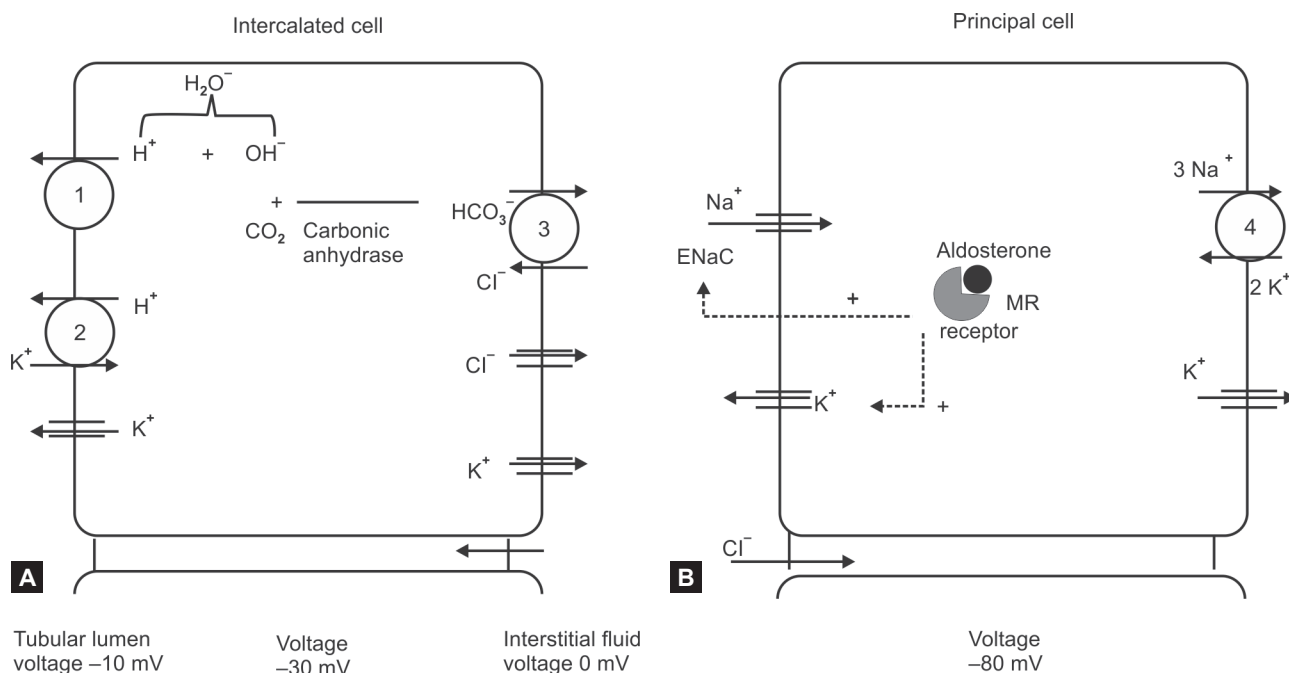 Intercalated cell
H₂O⁻
H⁺ + OH⁻
1
+
CO₂ Carbonic
anhydrase
HCO₃⁻
3
Cl⁻
H⁺
2
K⁺
K⁺
Cl⁻
K⁺
A
Tubular lumen
voltage –10 mV
Voltage
–30 mV
Interstitial fluid
voltage 0 mV
Principal cell
Na⁺
ENaC
3 Na⁺
4
2 K⁺
Aldosterone
MR
receptor
+
K⁺
+
K⁺
Cl⁻
B
Voltage
–80 mV